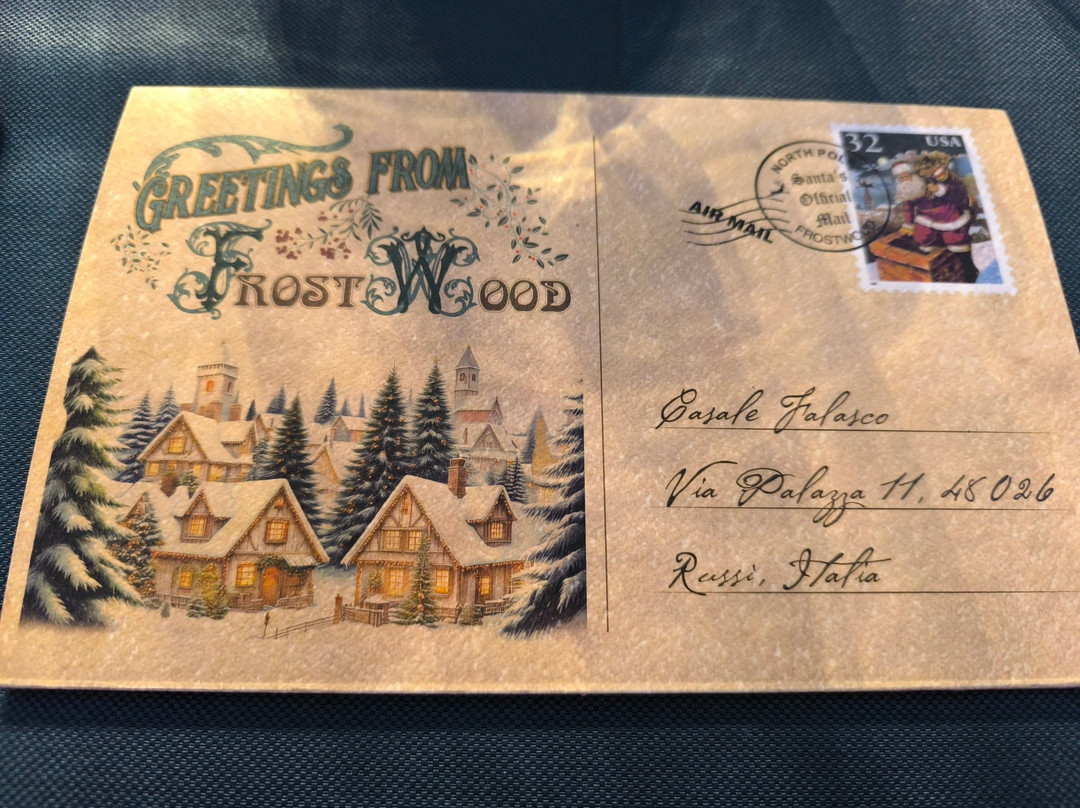 GREETINGS FROM
FROST WOOD
32 USA
NORTH POL
Santa's
Official
Mail
FROSTWOOD
AIR MAIL
Casale Falasco
Via Palazza 11, 48026
Russi, Italia